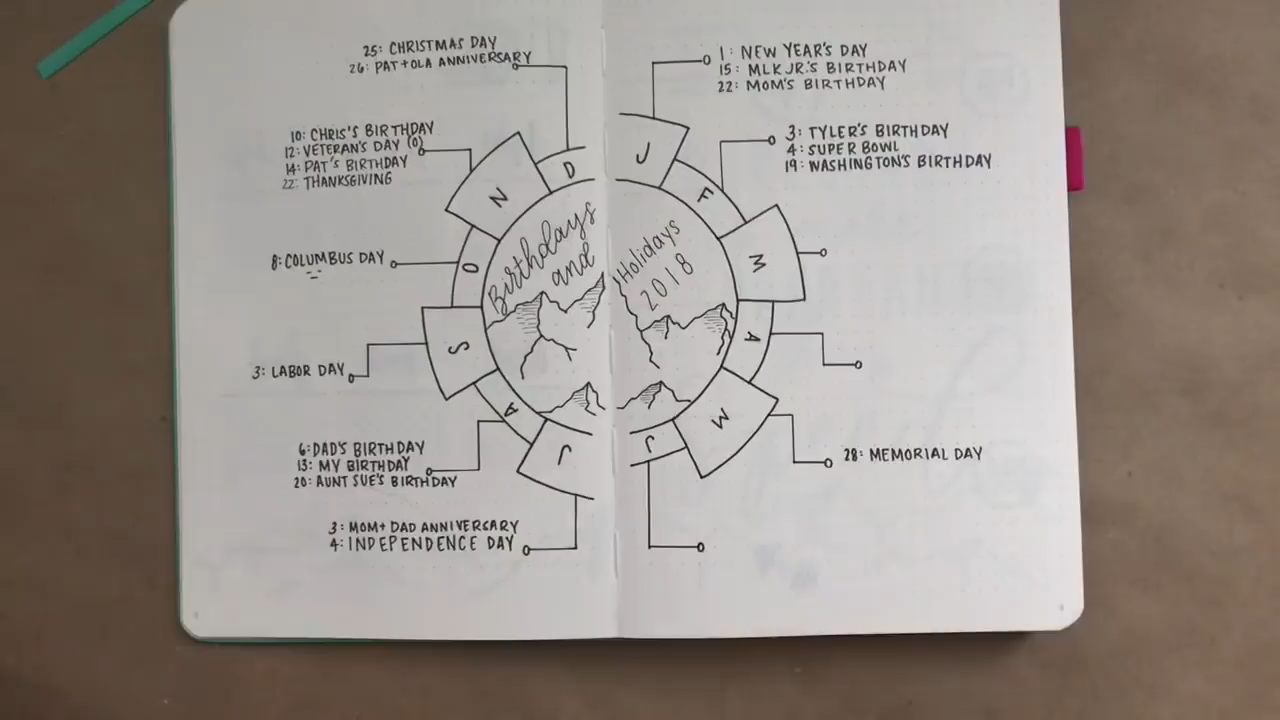 25: CHRISTMAS DAY
26: PAT+OLA ANNIVERSARY
10: CHRIS'S BIRTHDAY
12: VETERAN'S DAY (O)
14: PAT'S BIRTHDAY
22: THANKSGIVING
8: COLUMBUS DAY
3: LABOR DAY
6: DAD'S BIRTHDAY
13: MY BIRTHDAY
20: AUNT SUE'S BIRTHDAY
3: MOM+ DAD ANNIVERSARY
4: INDEPENDENCE DAY
D
N
O
S
A
J
Birthdays
and
Holidays
2018
J
F
M
A
M
J
1: NEW YEAR'S DAY
15: MLK JR.'S BIRTHDAY
22: MOM'S BIRTHDAY
3: TYLER'S BIRTHDAY
4: SUPER BOWL
19: WASHINGTON'S BIRTHDAY
28: MEMORIAL DAY